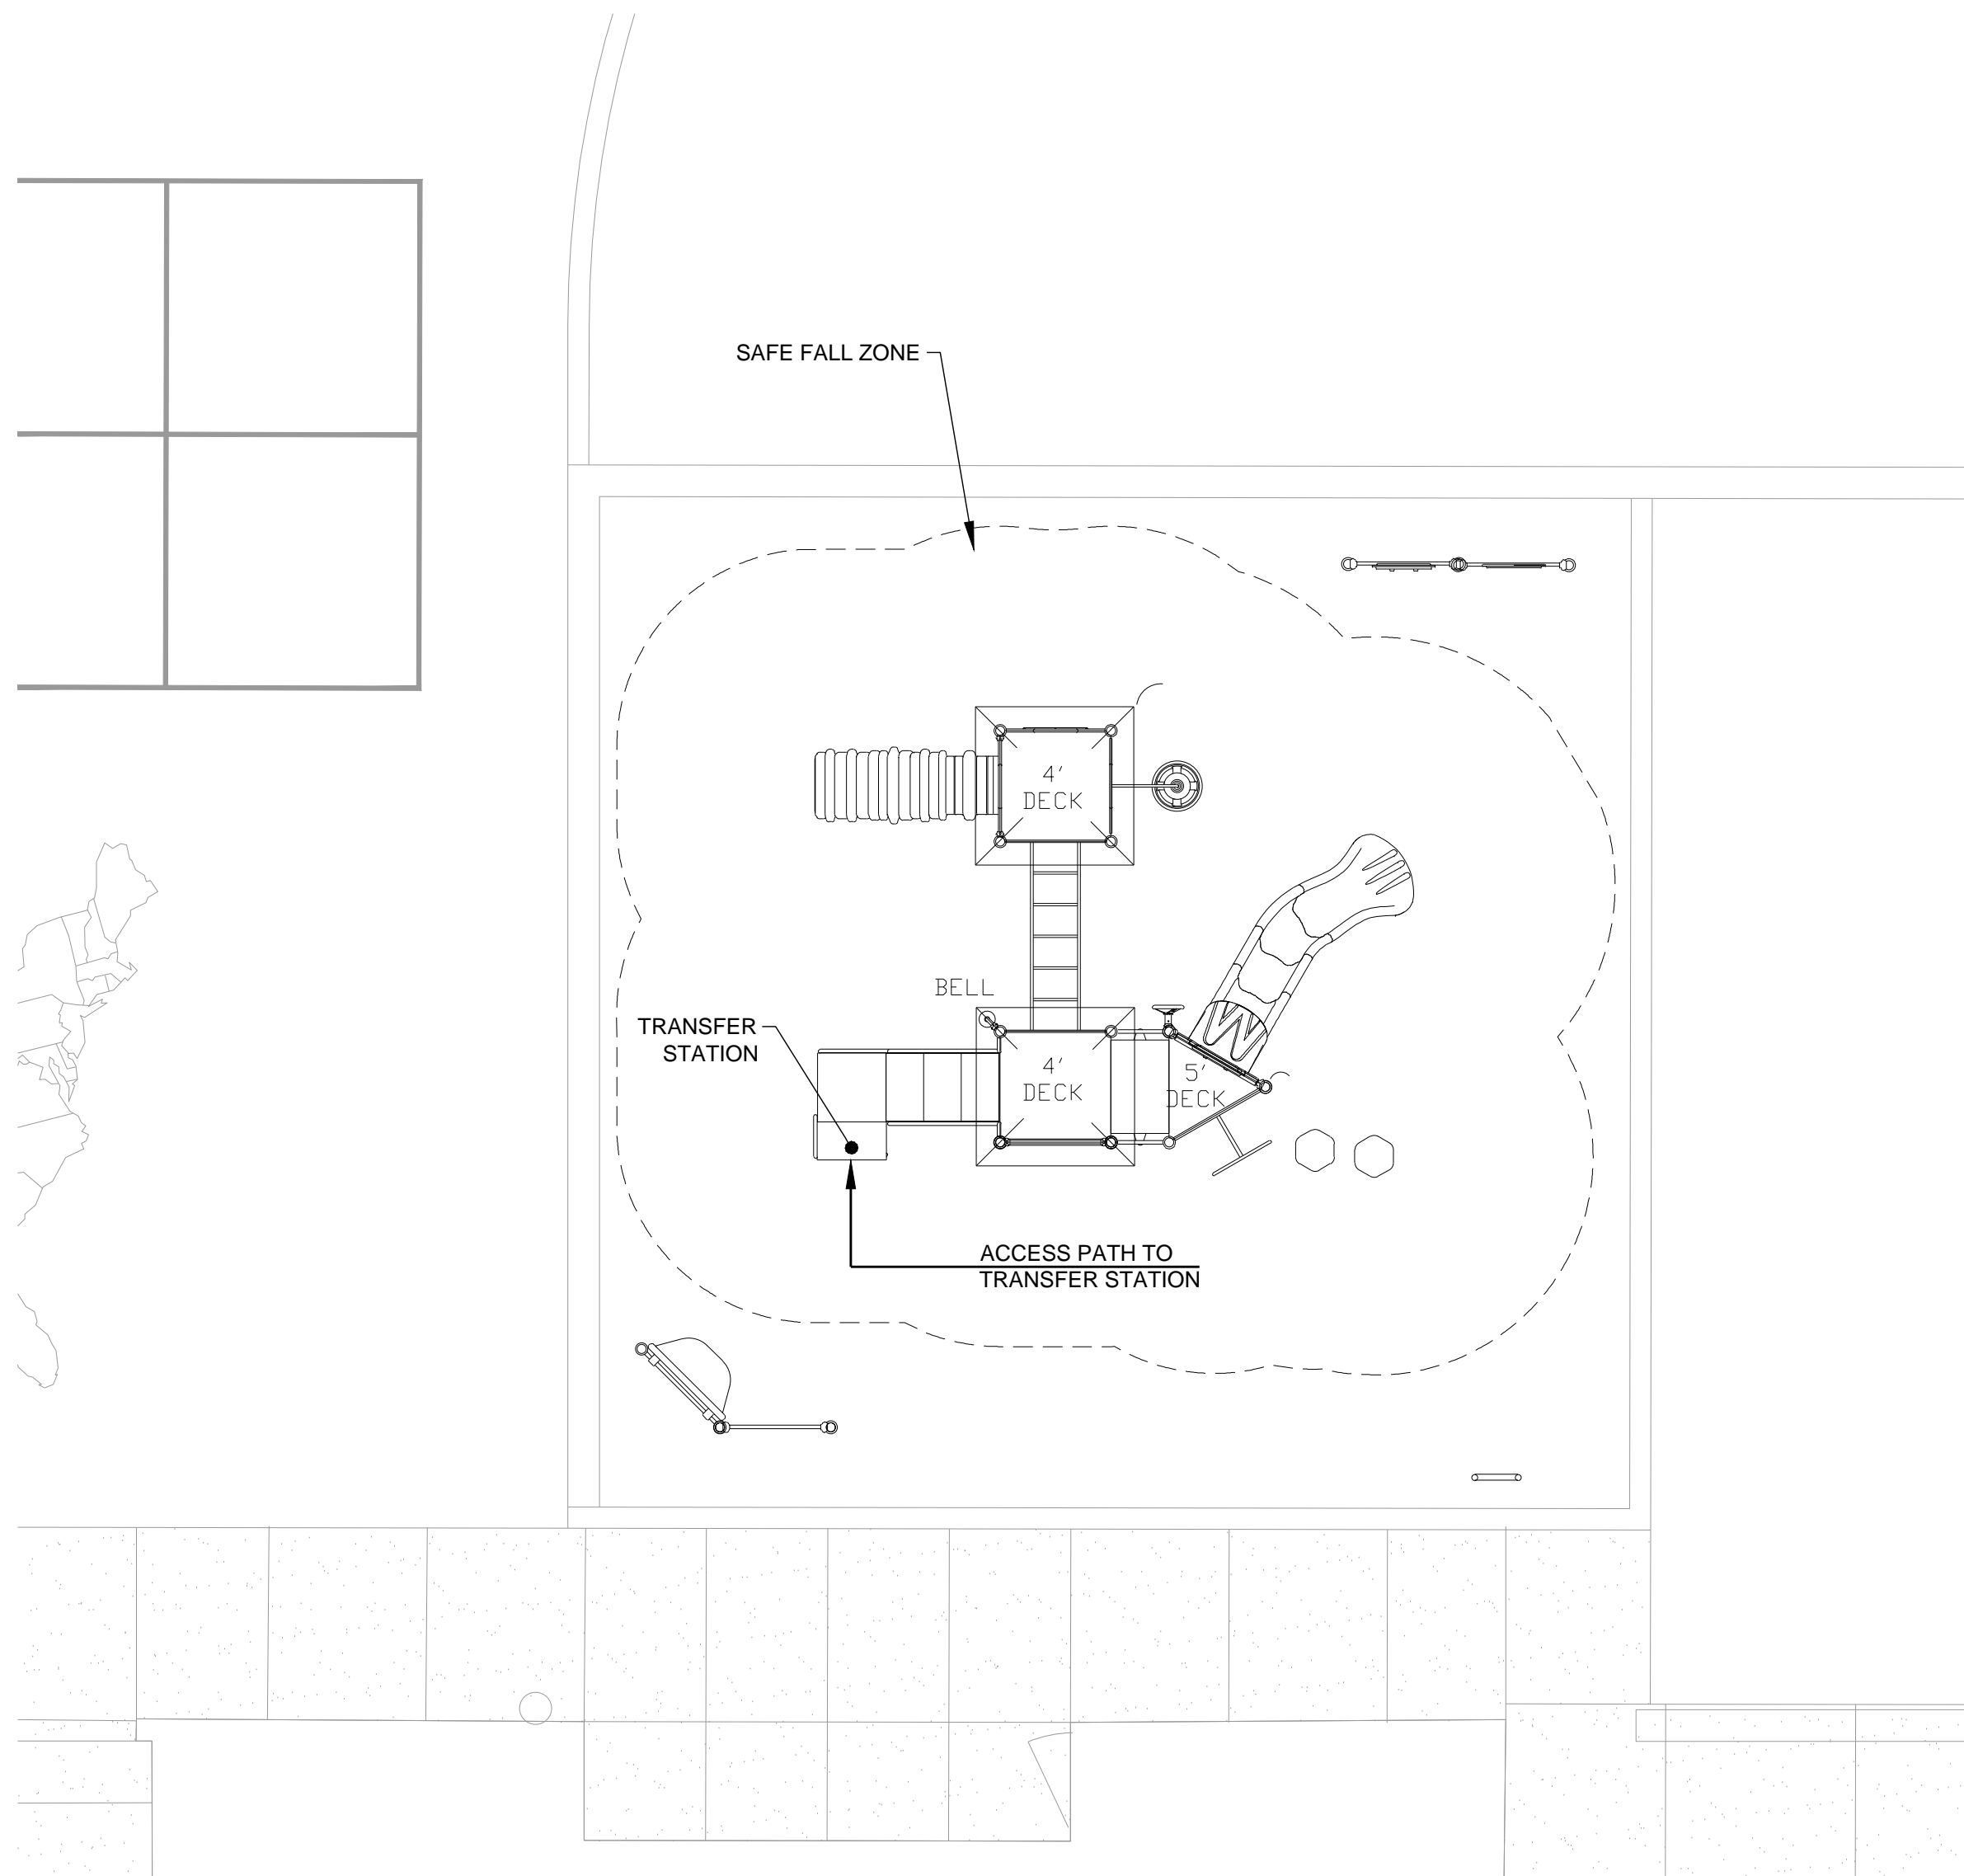 SAFE FALL ZONE
4'
DECK
BELL
TRANSFER
STATION
4'
DECK
5'
DECK
ACCESS PATH TO
TRANSFER STATION